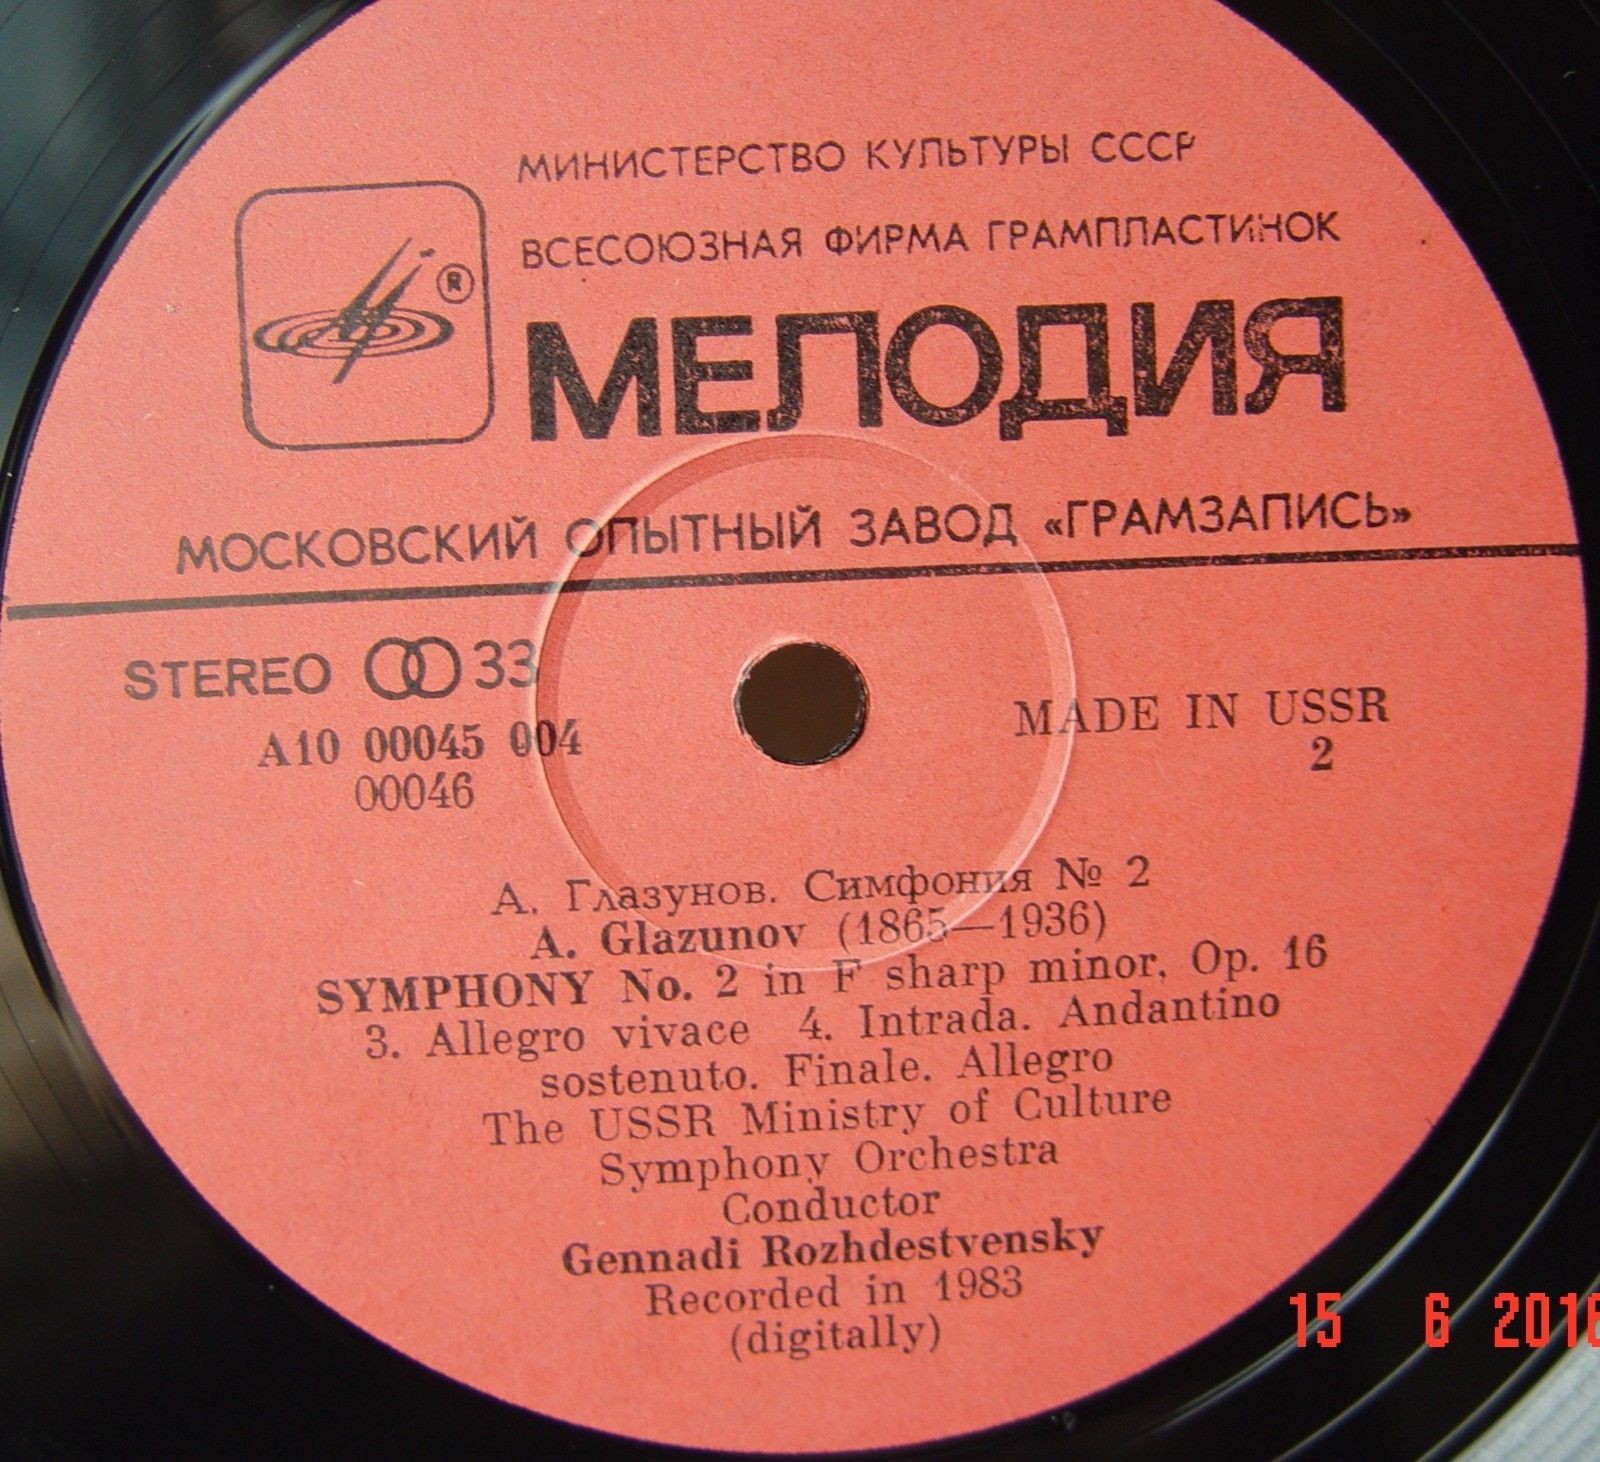 МИНИСТЕРСТВО КУЛЬТУРЫ СССР
ВСЕСОЮЗНАЯ ФИРМА ГРАМПЛАСТИНОК
®
МЕЛОДИЯ
МОСКОВСКИЙ ОПЫТНЫЙ ЗАВОД «ГРАМЗАПИСЬ»
STEREO 33
MADE IN USSR
A10 00045 004
2
00046
А. Глазунов. Симфония № 2
A. Glazunov (1865—1936)
SYMPHONY No. 2 in F sharp minor, Op. 16
3. Allegro vivace 4. Intrada. Andantino
sostenuto. Finale. Allegro
The USSR Ministry of Culture
Symphony Orchestra
Conductor
Gennadi Rozhdestvensky
Recorded in 1983
(digitally)
15 6 2016